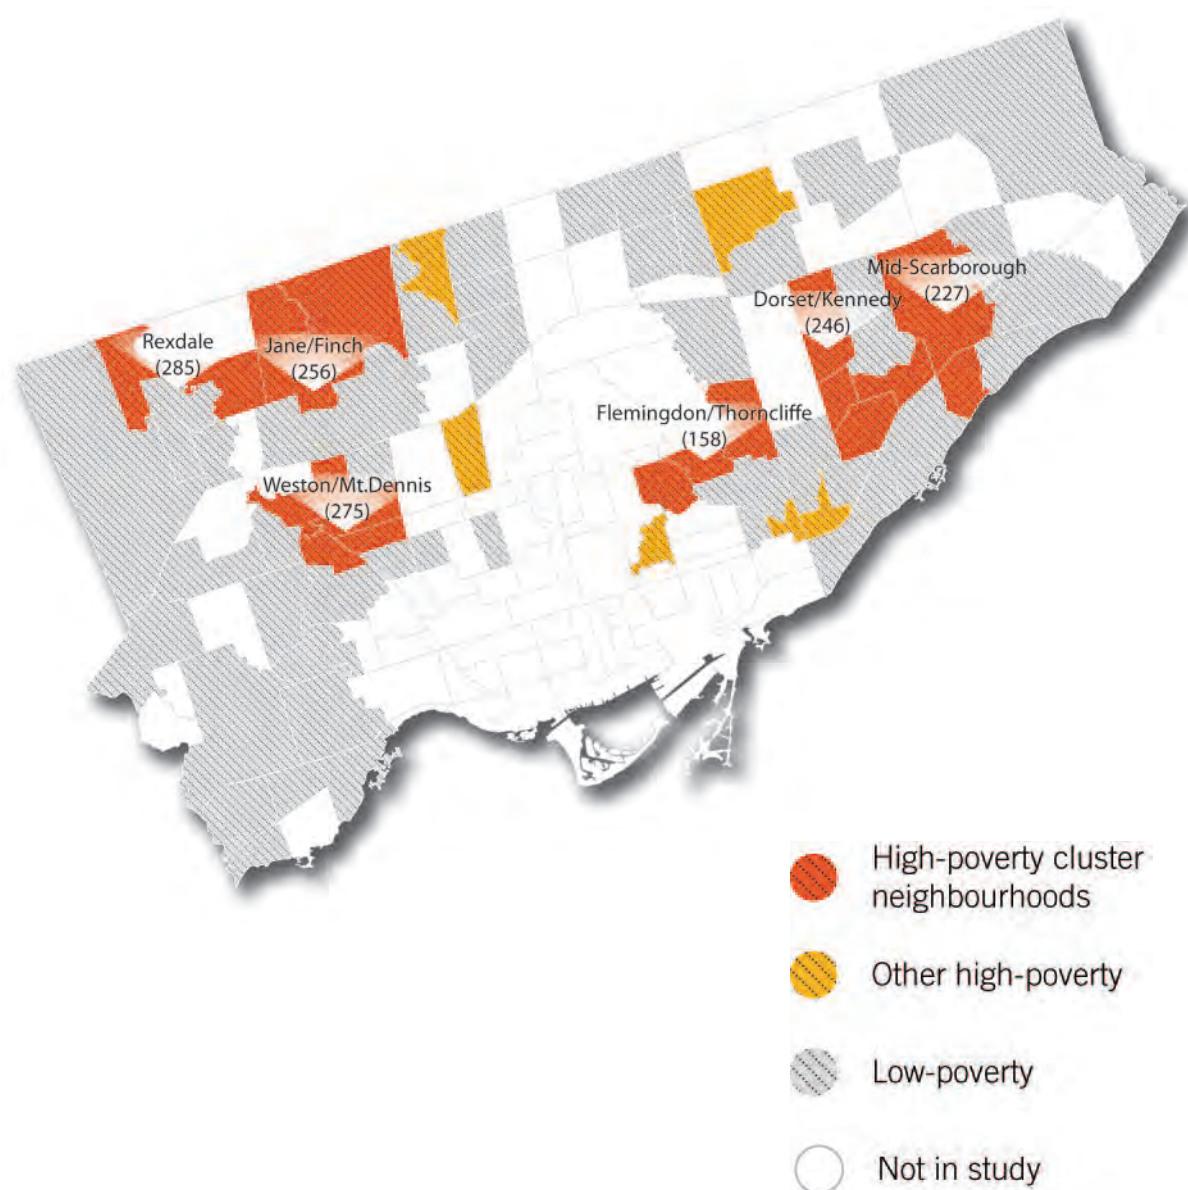 Mid-Scarborough
(227)
Dorset/Kennedy
(246)
Rexdale
(285)
Jane/Finch
(256)
Flemingdon/Thorncliffe
(158)
Weston/Mt.Dennis
(275)
High-poverty cluster
neighbourhoods
Other high-poverty
Low-poverty
Not in study